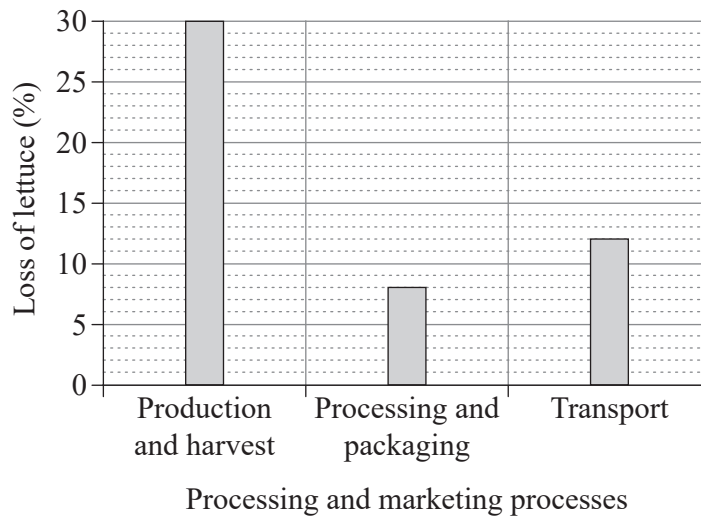 Loss of lettuce (%)
30
25
20
15
10
5
0
Production
and harvest
Processing and
packaging
Transport
Processing and marketing processes